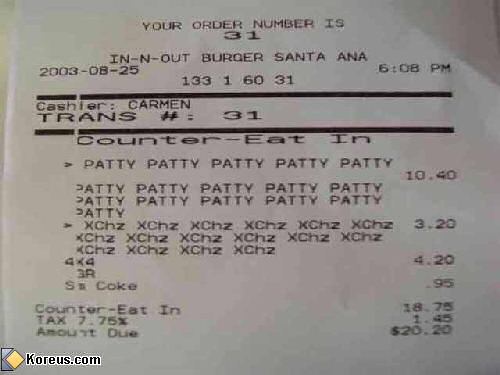 YOUR ORDER NUMBER IS
31
IN-N-OUT BURGER SANTA ANA
2003-08-25 6:08 PM
133 1 60 31
Cashier: CARMEN
TRANS #: 31
Counter-Eat In
> PATTY PATTY PATTY PATTY PATTY
10.40
PATTY PATTY PATTY PATTY PATTY
PATTY PATTY PATTY PATTY PATTY
PATTY
> XChz XChz XChz XChz XChz XChz 3.20
XChz XChz XChz XChz XChz XChz
XChz XChz XChz XChz
4X4 4.20
3R
Sm Coke .95
Counter-Eat In 18.75
TAX 7.75% 1.45
Amount Due $20.20
Koreus.com